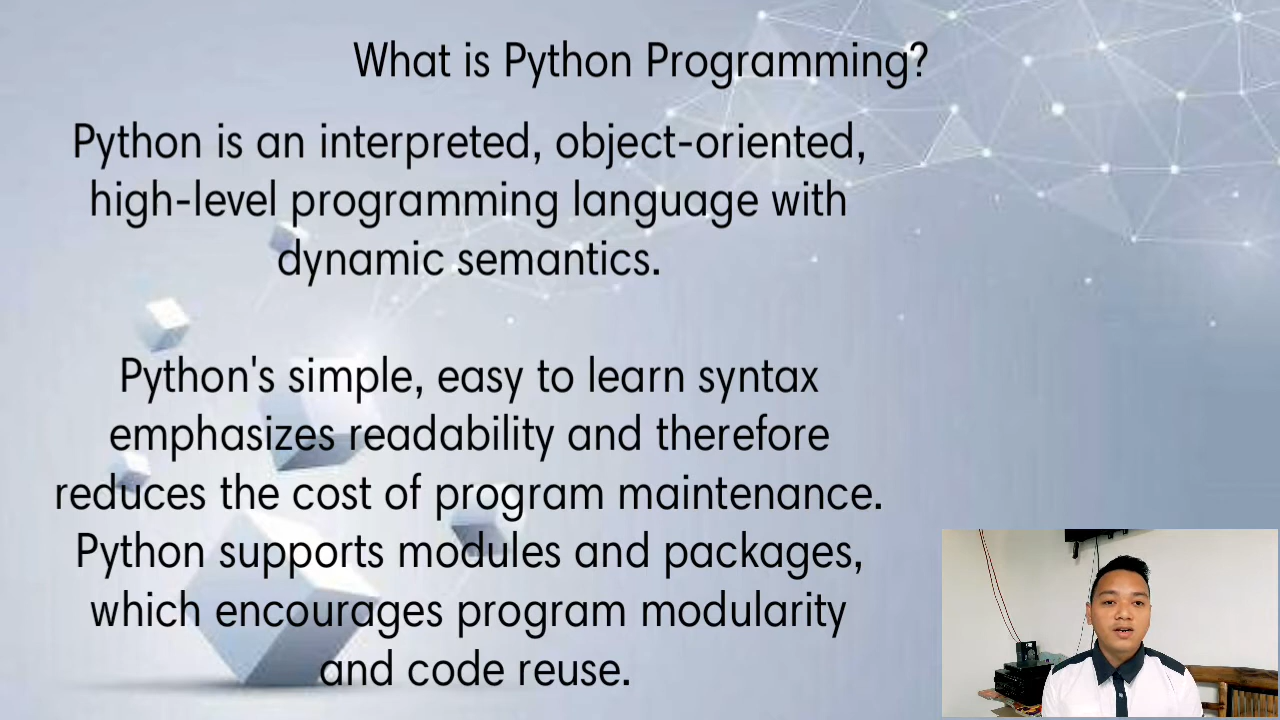 What is Python Programming?
Python is an interpreted, object-oriented,
high-level programming language with
dynamic semantics.
Python's simple, easy to learn syntax
emphasizes readability and therefore
reduces the cost of program maintenance.
Python supports modules and packages,
which encourages program modularity
and code reuse.